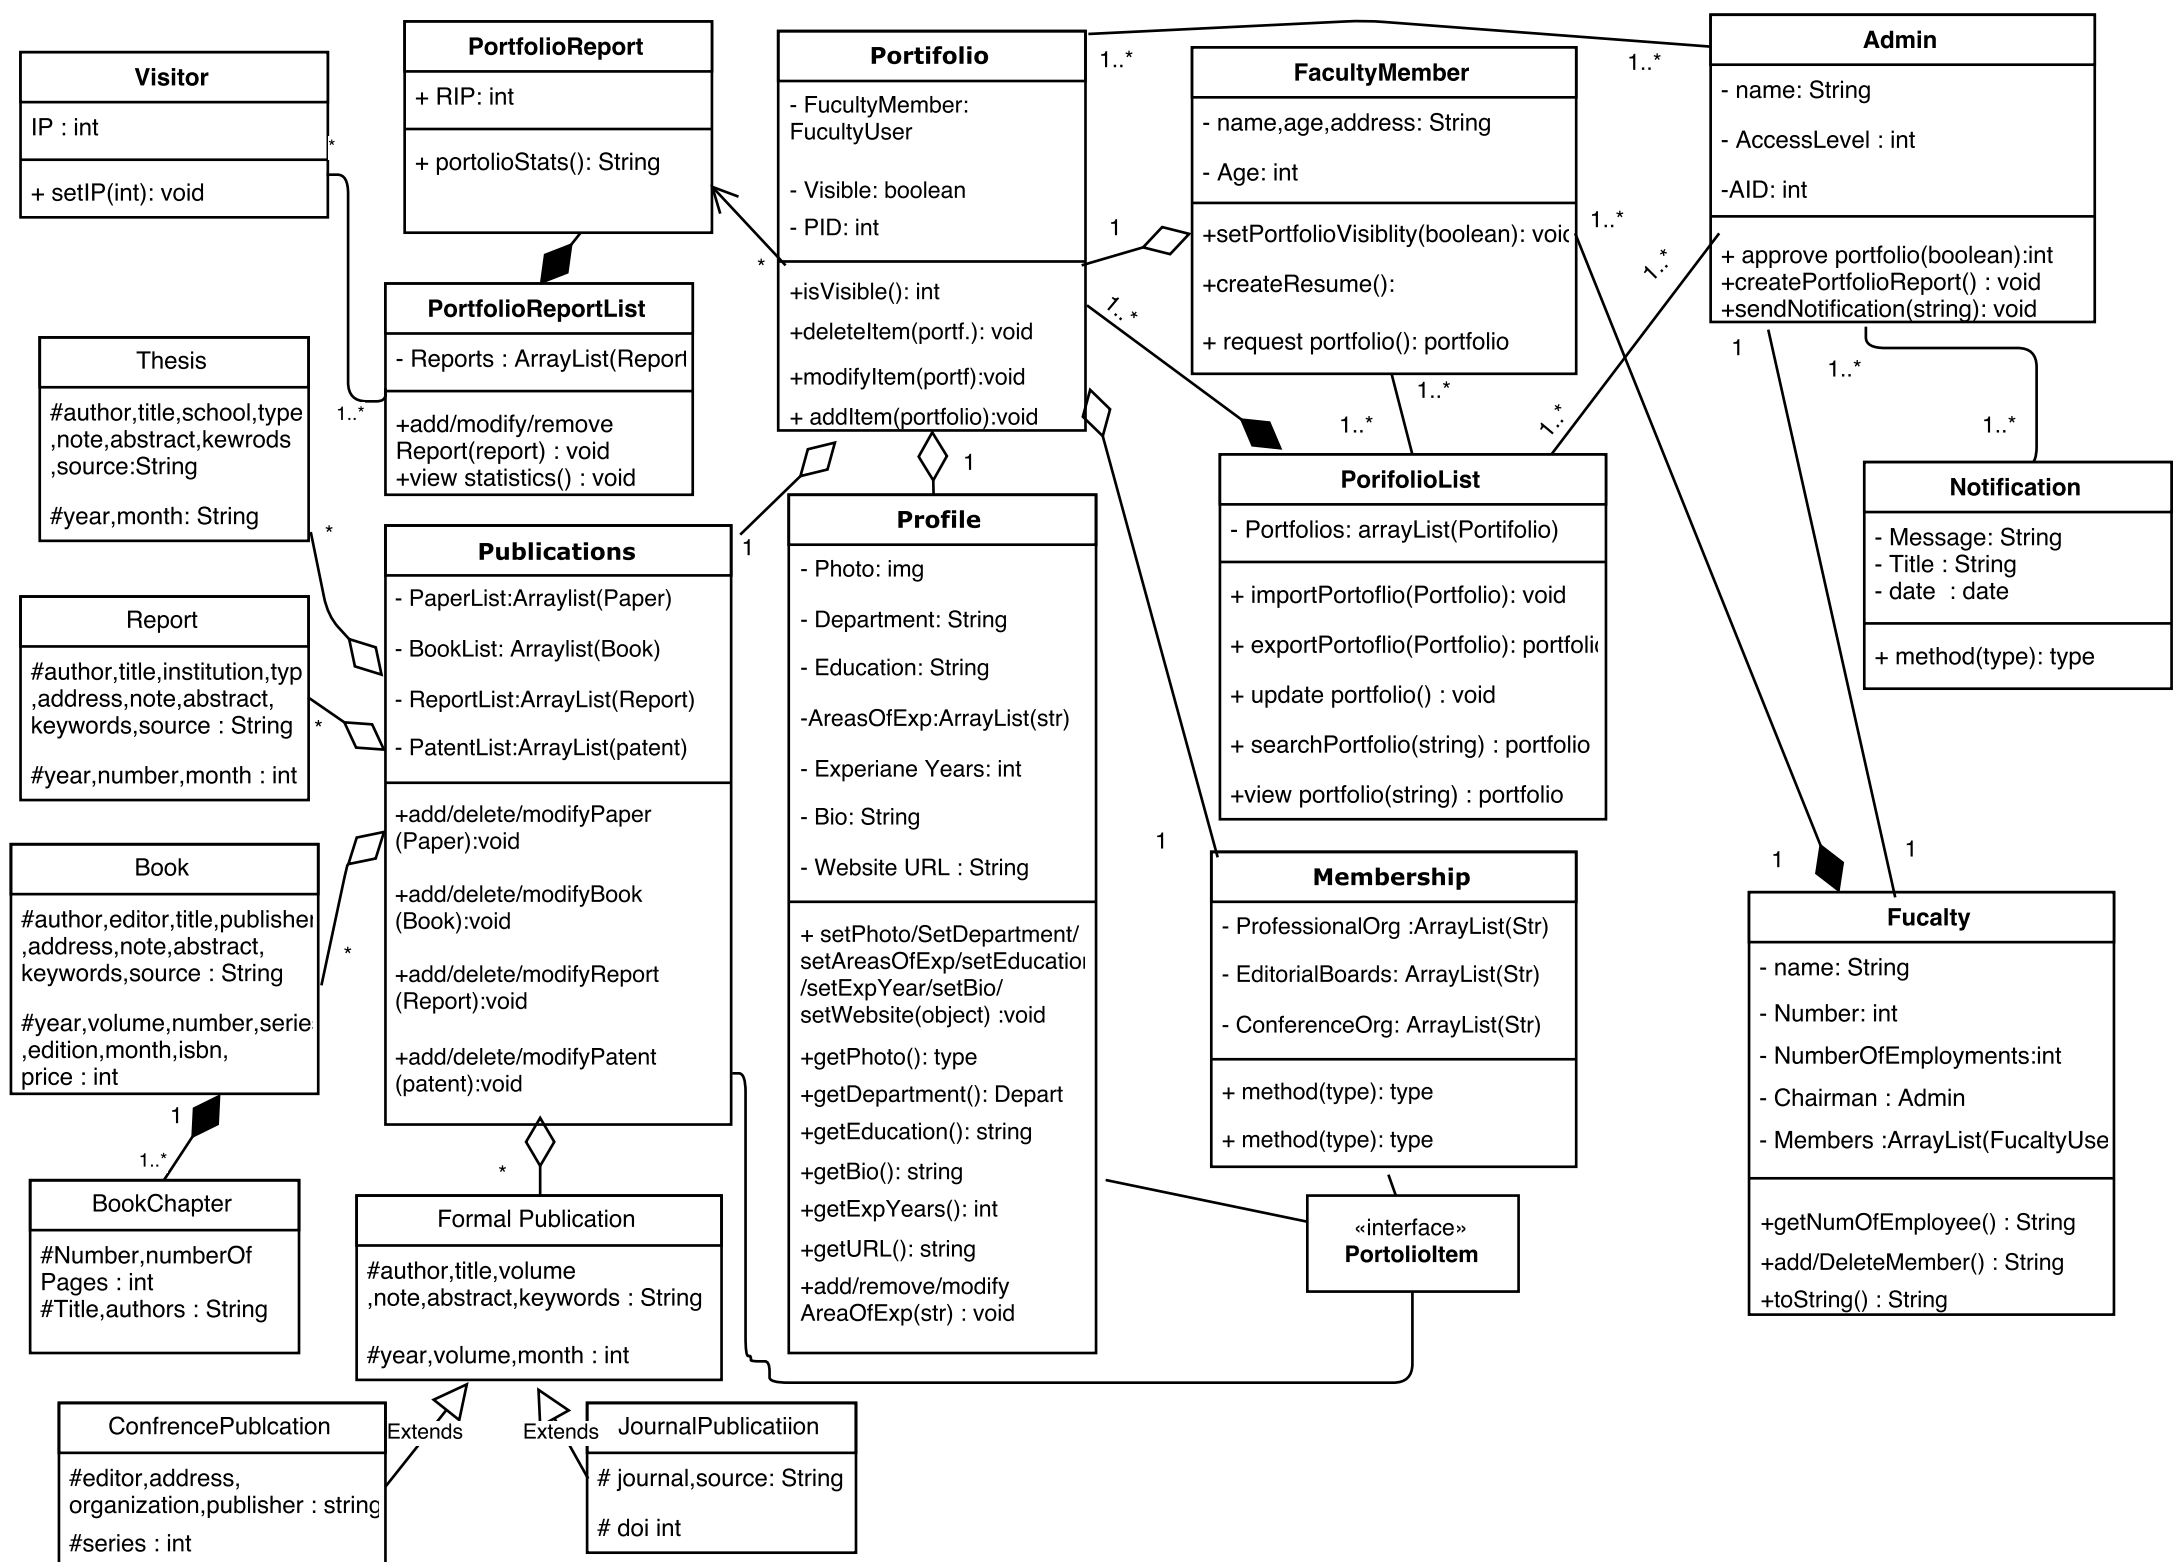 Visitor
IP : int
+ setIP(int): void
*
1..*
PortfolioReport
+ RIP: int
+ portolioStats(): String
PortfolioReportList
- Reports : ArrayList(Report
+add/modify/remove
Report(report) : void
+view statistics() : void
Portifolio
- FucultyMember:
FucultyUser
- Visible: boolean
- PID: int
+isVisible(): int
+deleteItem(portf.): void
+modifyItem(portf):void
+ addItem(portfolio):void
*
1..*
1..*
1
1.. *
1
1
FacultyMember
- name,age,address: String
- Age: int
+setPortfolioVisiblity(boolean): voic
+createResume():
+ request portfolio(): portfolio
1..*
1..*
1..*
1..*
1..*
Admin
- name: String
- AccessLevel : int
-AID: int
+ approve portfolio(boolean):int
+createPortfolioReport() : void
+sendNotification(string): void
1
1..*
1..*
Notification
- Message: String
- Title : String
- date  : date
+ method(type): type
Thesis
#author,title,school,type
,note,abstract,kewrods
,source:String
#year,month: String
*
Report
#author,title,institution,typ
,address,note,abstract,
keywords,source : String
#year,number,month : int
*
Book
#author,editor,title,publisher
,address,note,abstract,
keywords,source : String
#year,volume,number,serie
,edition,month,isbn,
price : int
*
1
1..*
BookChapter
#Number,numberOf
Pages : int
#Title,authors : String
Publications
- PaperList:Arraylist(Paper)
- BookList: Arraylist(Book)
- ReportList:ArrayList(Report)
- PatentList:ArrayList(patent)
+add/delete/modifyPaper
(Paper):void
+add/delete/modifyBook
(Book):void
+add/delete/modifyReport
(Report):void
+add/delete/modifyPatent
(patent):void
*
Formal Publication
#author,title,volume
,note,abstract,keywords : String
#year,volume,month : int
Extends
Extends
ConfrencePublcation
#editor,address,
organization,publisher : string
#series : int
JournalPublicatiion
# journal,source: String
# doi int
Profile
- Photo: img
- Department: String
- Education: String
-AreasOfExp:ArrayList(str)
- Experiane Years: int
- Bio: String
- Website URL : String
+ setPhoto/SetDepartment/
setAreasOfExp/setEducation
/setExpYear/setBio/
setWebsite(object) :void
+getPhoto(): type
+getDepartment(): Depart
+getEducation(): string
+getBio(): string
+getExpYears(): int
+getURL(): string
+add/remove/modify
AreaOfExp(str) : void
PorifolioList
- Portfolios: arrayList(Portifolio)
+ importPortoflio(Portfolio): void
+ exportPortoflio(Portfolio): portfolio
+ update portfolio() : void
+ searchPortfolio(string) : portfolio
+view portfolio(string) : portfolio
1
Membership
- ProfessionalOrg :ArrayList(Str)
- EditorialBoards: ArrayList(Str)
- ConferenceOrg: ArrayList(Str)
+ method(type): type
+ method(type): type
«interface»
PortolioItem
1
1
Fucalty
- name: String
- Number: int
- NumberOfEmployments:int
- Chairman : Admin
- Members :ArrayList(FucaltyUse
+getNumOfEmployee() : String
+add/DeleteMember() : String
+toString() : String